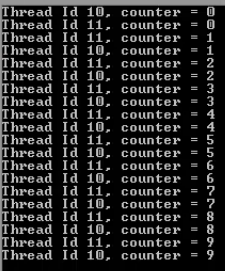 Thread Id 10, counter = 0
Thread Id 11, counter = 0
Thread Id 11, counter = 1
Thread Id 10, counter = 1
Thread Id 11, counter = 2
Thread Id 10, counter = 2
Thread Id 11, counter = 3
Thread Id 10, counter = 3
Thread Id 11, counter = 4
Thread Id 10, counter = 4
Thread Id 11, counter = 5
Thread Id 10, counter = 5
Thread Id 11, counter = 6
Thread Id 10, counter = 6
Thread Id 11, counter = 7
Thread Id 10, counter = 7
Thread Id 11, counter = 8
Thread Id 10, counter = 8
Thread Id 11, counter = 9
Thread Id 10, counter = 9